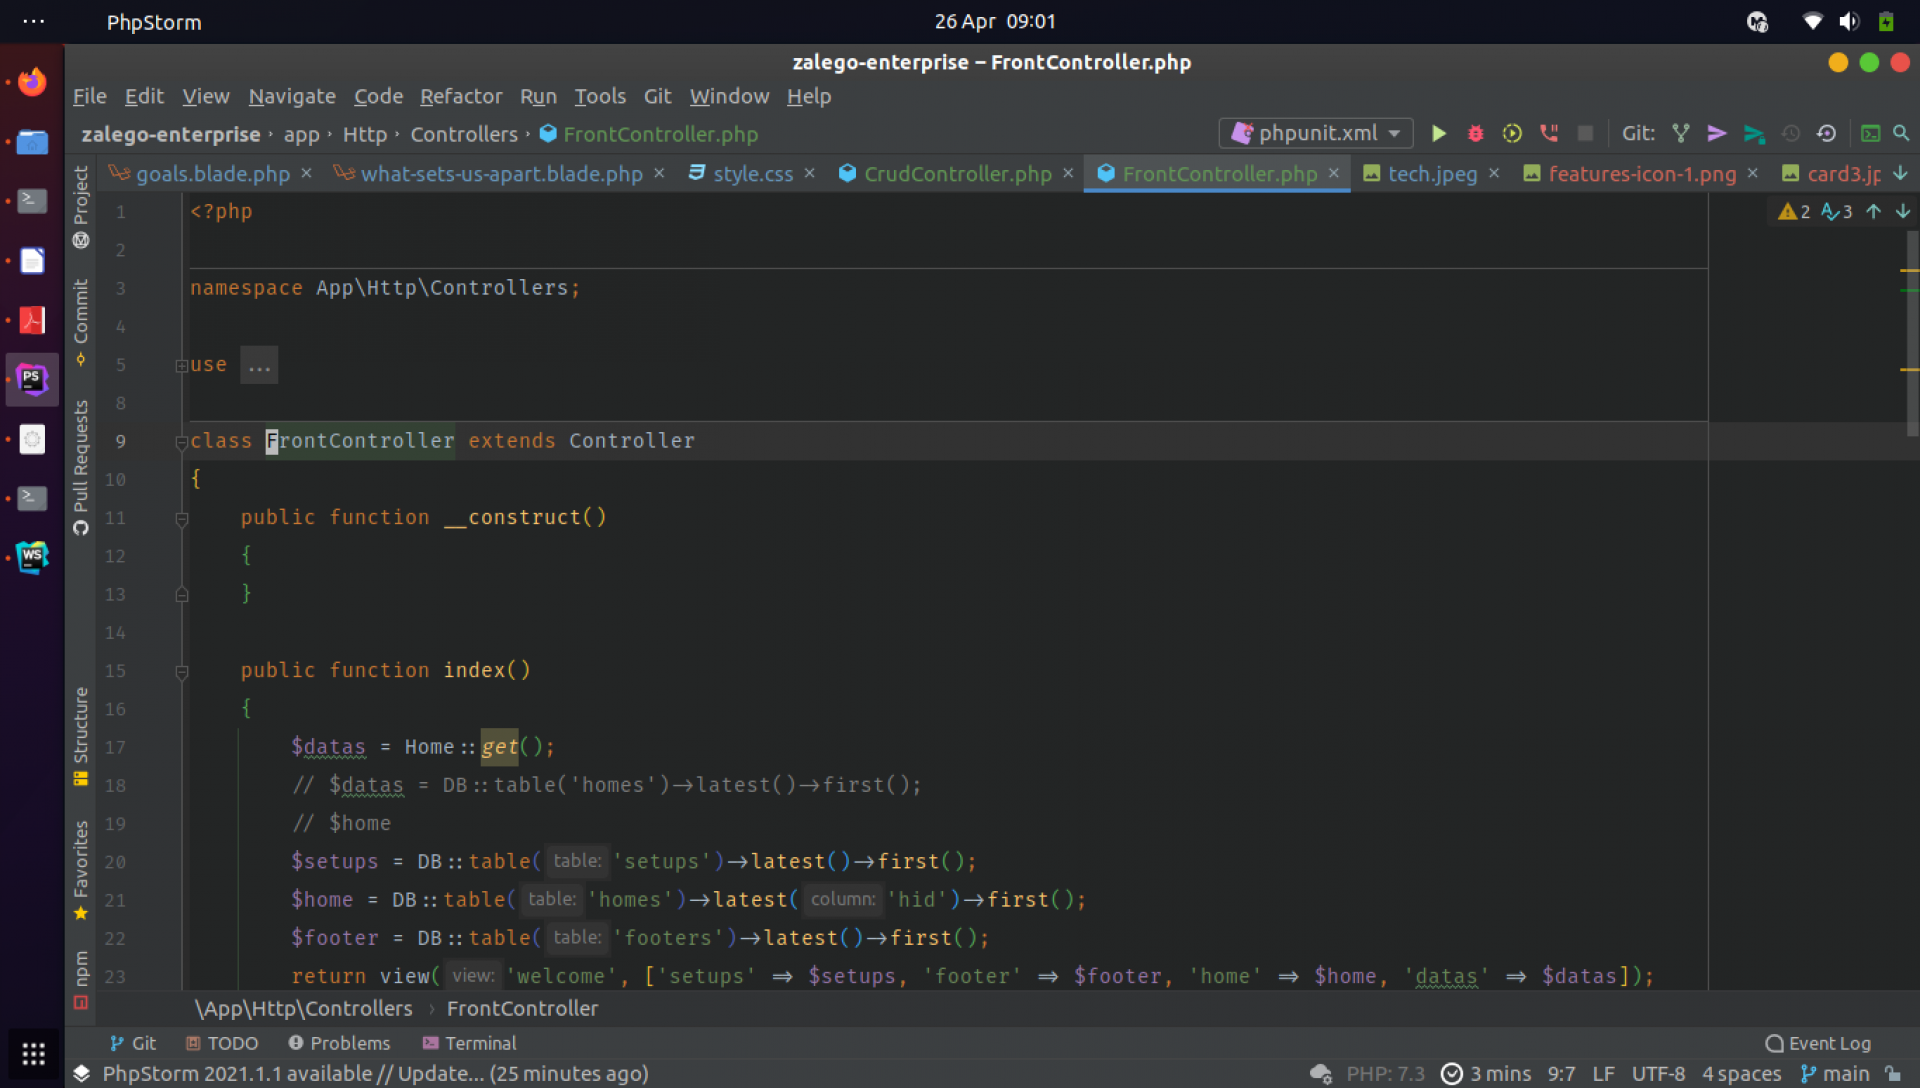 PhpStorm
26 Apr 09:01
zalego-enterprise – FrontController.php
File Edit View Navigate Code Refactor Run Tools Git Window Help
zalego-enterprise › app › Http › Controllers › FrontController.php
phpunit.xml
Git:
goals.blade.php × what-sets-us-apart.blade.php × style.css × CrudController.php × FrontController.php × tech.jpeg × features-icon-1.png × card3.jp
2 3
Project
Commit
Pull Requests
Structure
Favorites
npm
PS
WS
1 <?php
2
3 namespace App\Http\Controllers;
4
5 use ...
8
9 class FrontController extends Controller
10 {
11 public function __construct()
12 {
13 }
14
15 public function index()
16 {
17 $datas = Home::get();
18 // $datas = DB::table('homes')→latest()→first();
19 // $home
20 $setups = DB::table( table: 'setups')→latest()→first();
21 $home = DB::table( table: 'homes')→latest( column: 'hid')→first();
22 $footer = DB::table( table: 'footers')→latest()→first();
23 return view( view: 'welcome', ['setups' ⇒ $setups, 'footer' ⇒ $footer, 'home' ⇒ $home, 'datas' ⇒ $datas]);
\App\Http\Controllers › FrontController
Git TODO Problems Terminal Event Log
PhpStorm 2021.1.1 available // Update... (25 minutes ago) PHP: 7.3 3 mins 9:7 LF UTF-8 4 spaces main